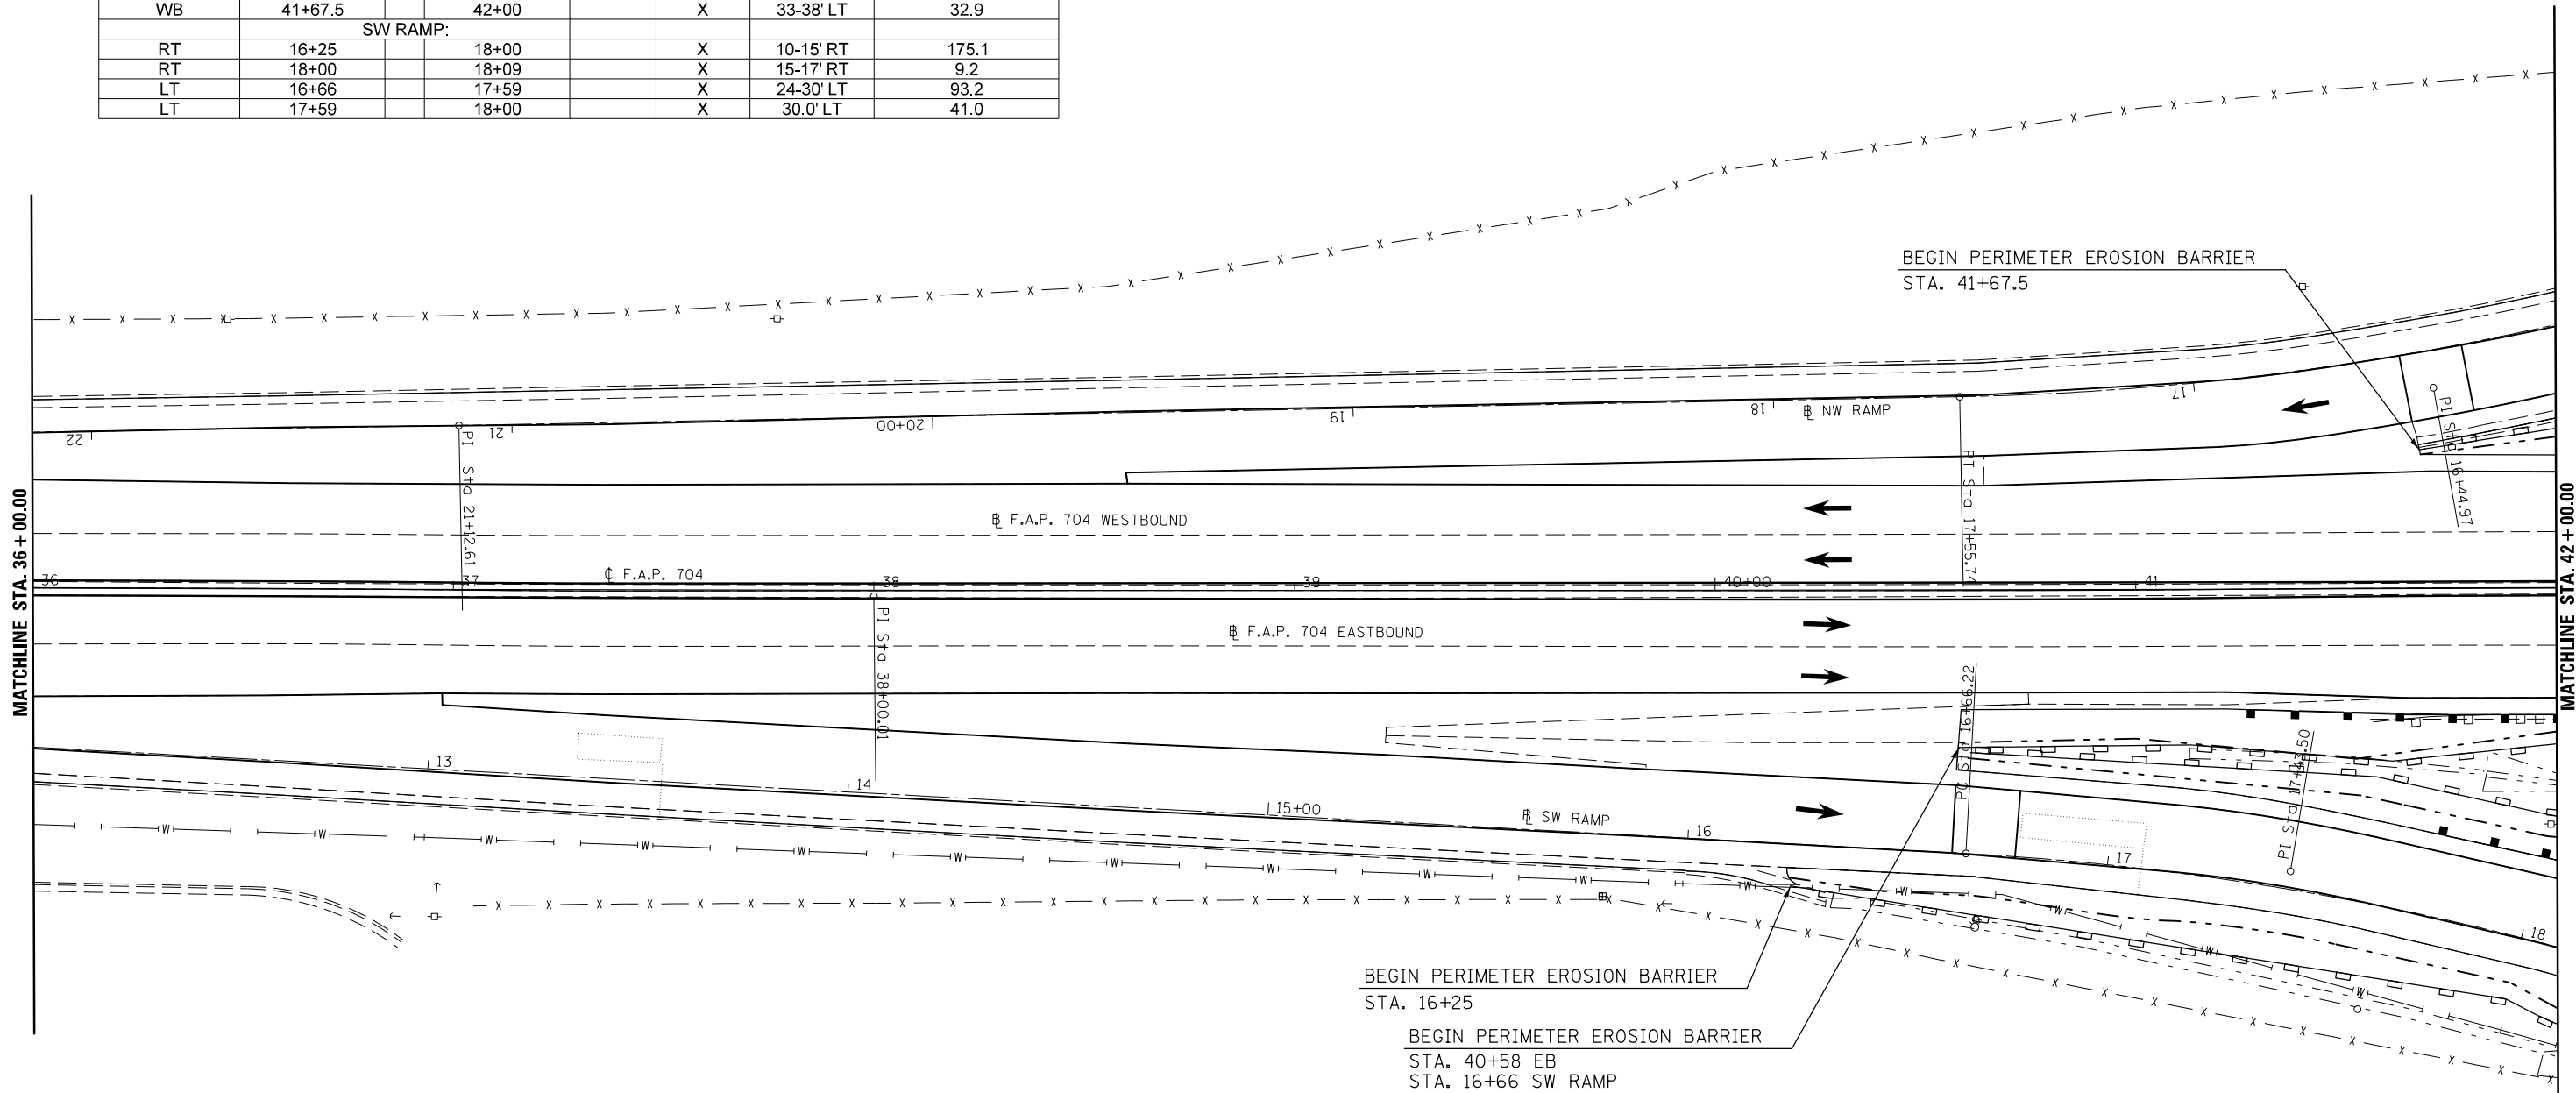 WB 41+67.5 42+00 X 33-38' LT 32.9
SW RAMP:
RT 16+25 18+00 X 10-15' RT 175.1
RT 18+00 18+09 X 15-17' RT 9.2
LT 16+66 17+59 X 24-30' LT 93.2
LT 17+59 18+00 X 30.0' LT 41.0
BEGIN PERIMETER EROSION BARRIER
STA. 41+67.5
22
21
20+00
19
18
℄ NW RAMP
17
PI Sta 21+12.61
PT Sta 17+55.74
PI Sta 16+44.97
MATCHLINE STA. 36 + 00.00
MATCHLINE STA. 42 + 00.00
℄ F.A.P. 704 WESTBOUND
36
37
℄ F.A.P. 704
38
39
40+00
41
PI Sta 38+00.01
℄ F.A.P. 704 EASTBOUND
PC Sta 16+66.22
PI Sta 17+43.50
13
14
15+00
℄ SW RAMP
16
17
18
BEGIN PERIMETER EROSION BARRIER
STA. 16+25
BEGIN PERIMETER EROSION BARRIER
STA. 40+58 EB
STA. 16+66 SW RAMP